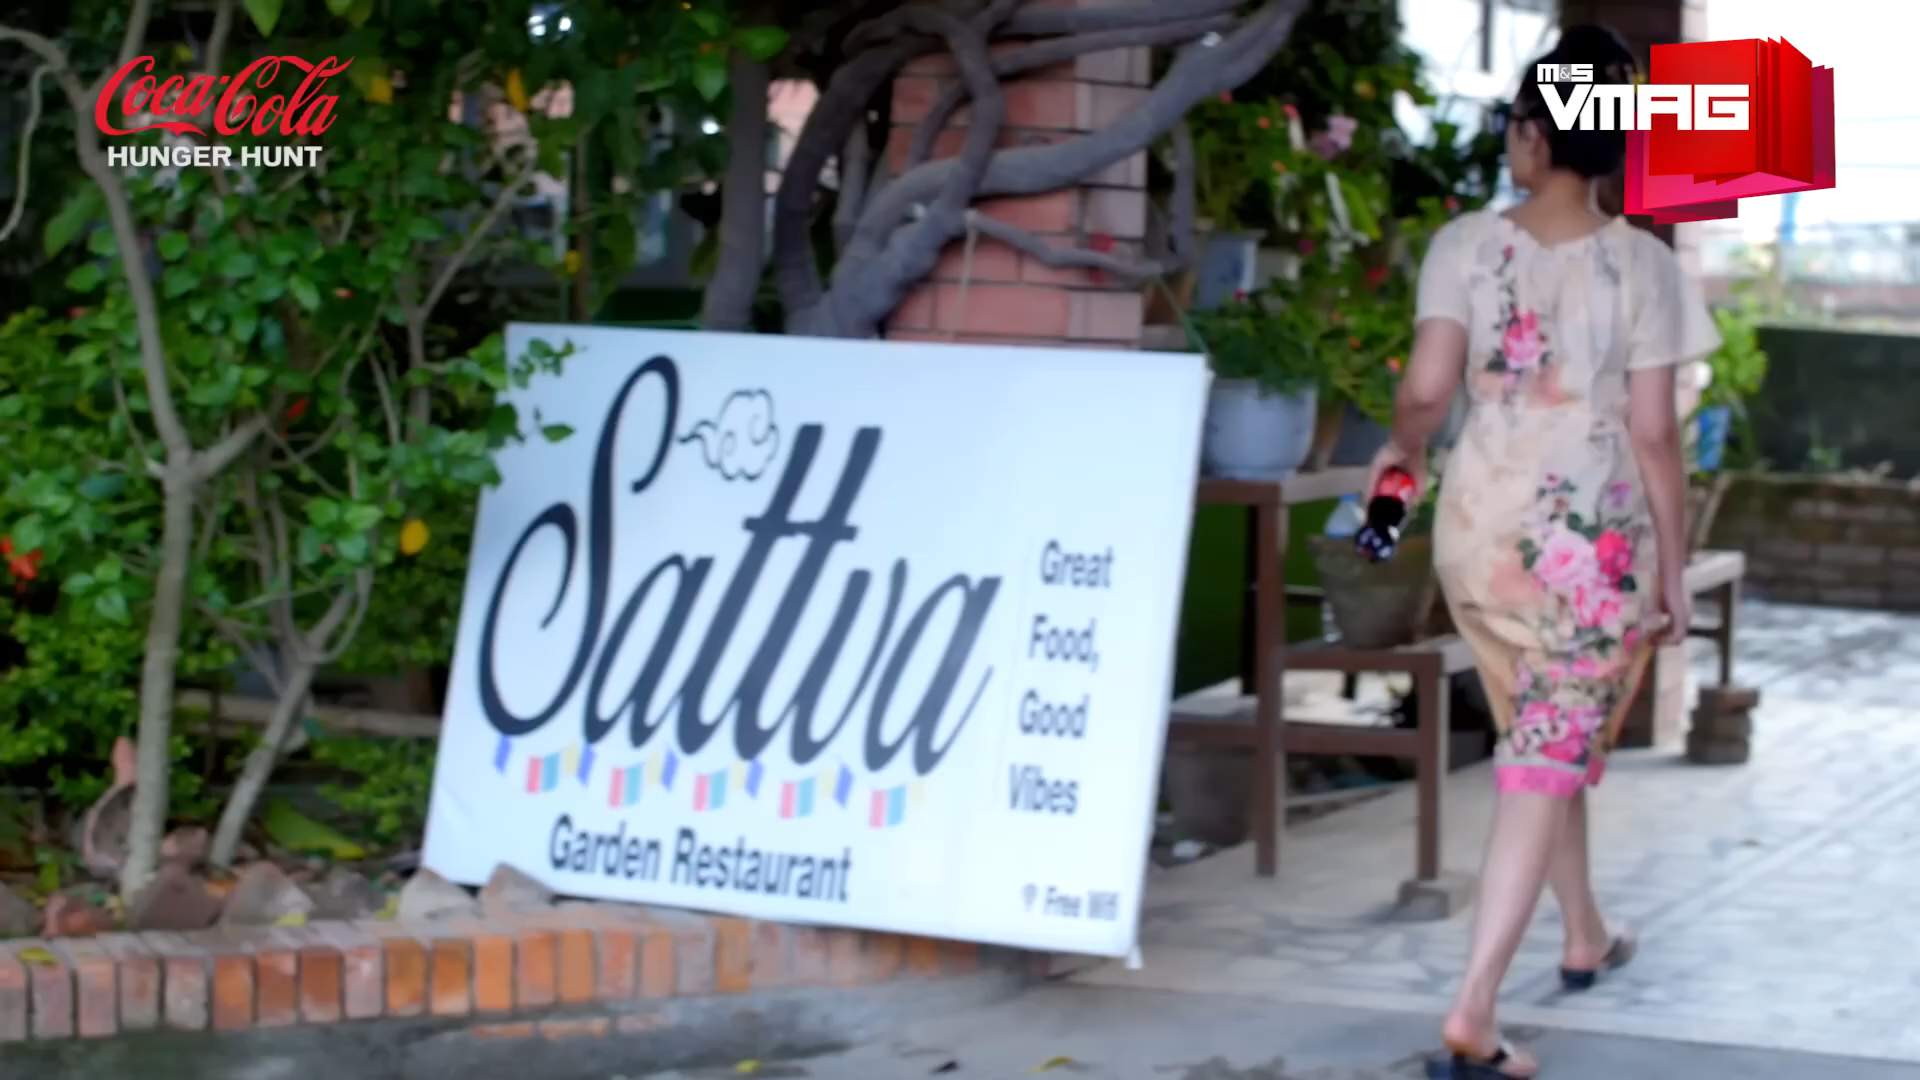 Coca-Cola
HUNGER HUNT
M&S
VMAG
Sattva
Garden Restaurant
Great
Food,
Good
Vibes
Free Wifi